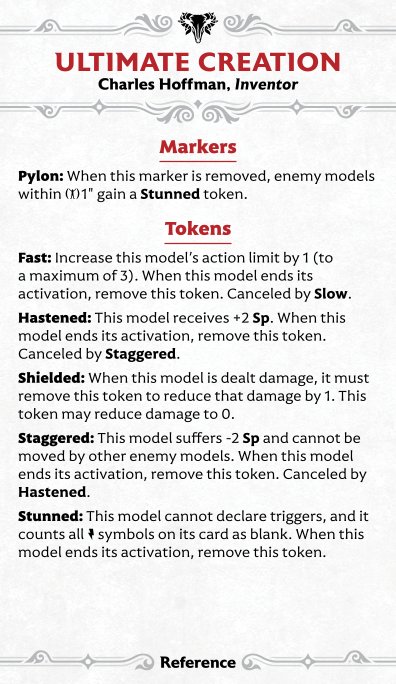 ULTIMATE CREATION
Charles Hoffman, Inventor
Markers
Pylon: When this marker is removed, enemy models
within 1" gain a Stunned token.
Tokens
Fast: Increase this model's action limit by 1 (to
a maximum of 3). When this model ends its
activation, remove this token. Canceled by Slow.
Hastened: This model receives +2 Sp. When this
model ends its activation, remove this token.
Canceled by Staggered.
Shielded: When this model is dealt damage, it must
remove this token to reduce that damage by 1. This
token may reduce damage to 0.
Staggered: This model suffers -2 Sp and cannot be
moved by other enemy models. When this model
ends its activation, remove this token. Canceled by
Hastened.
Stunned: This model cannot declare triggers, and it
counts all symbols on its card as blank. When this
model ends its activation, remove this token.
Reference